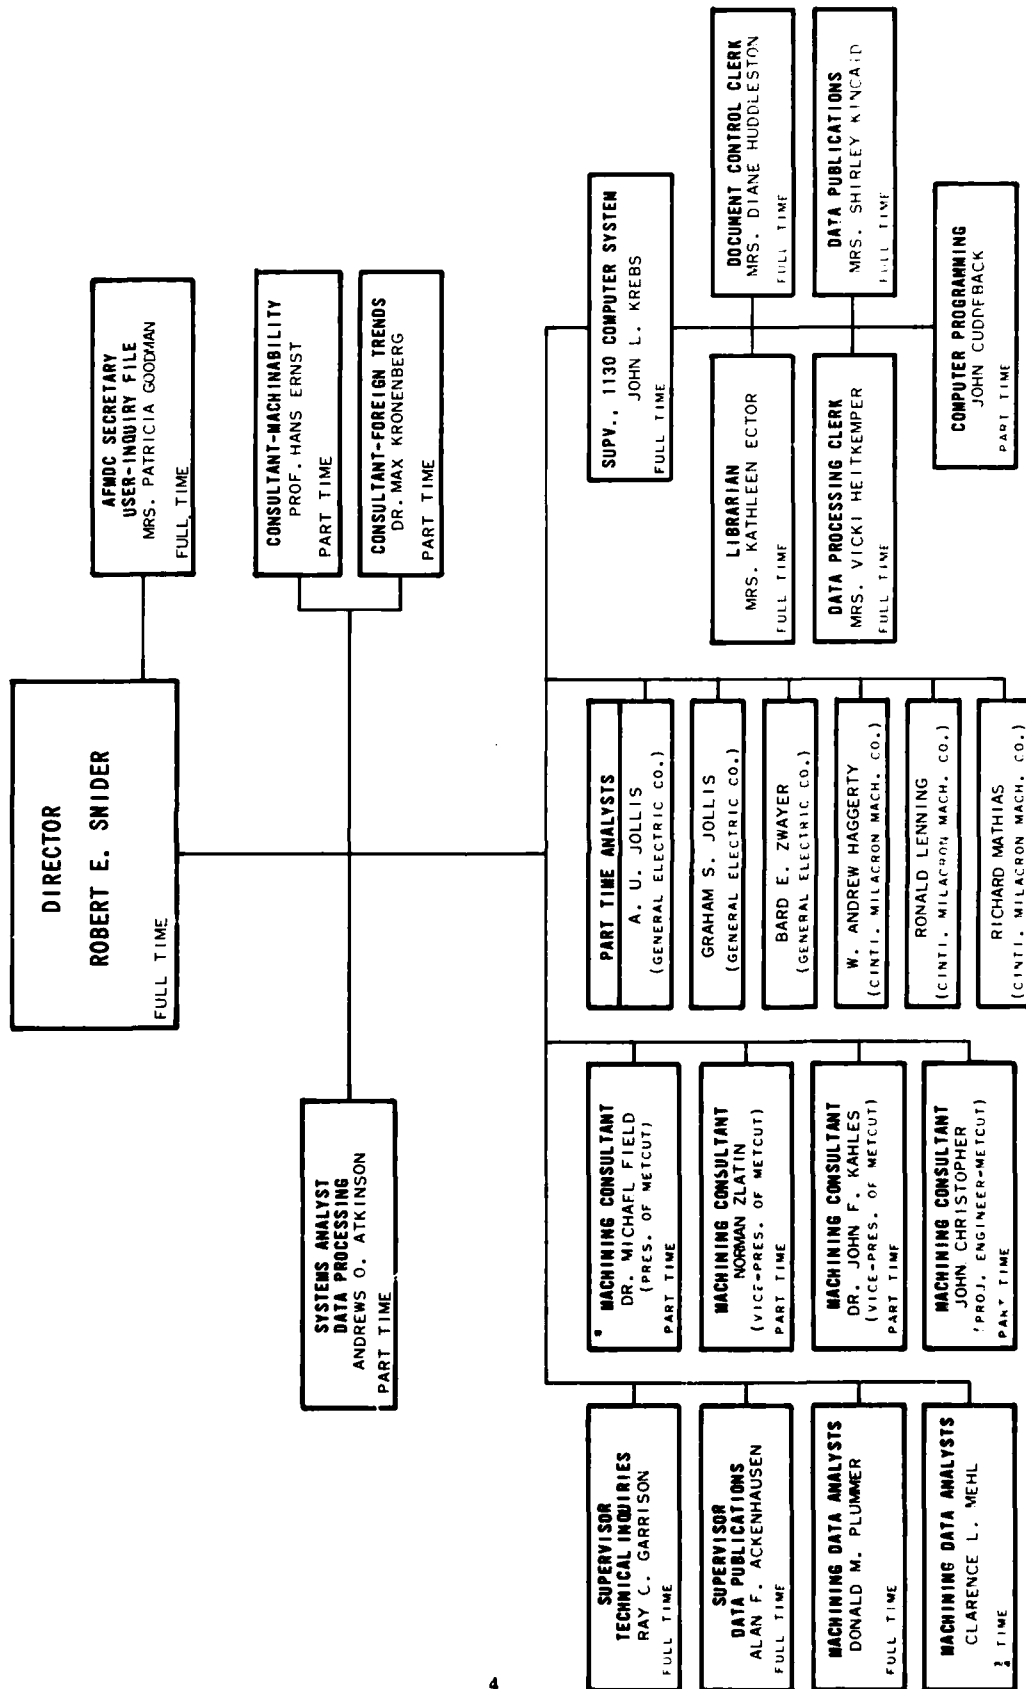 DIRECTOR
ROBERT E. SNIDER
FULL TIME
AFMDC SECRETARY
USER-INQUIRY FILE
MRS. PATRICIA GOODMAN
FULL TIME
SYSTEMS ANALYST
DATA PROCESSING
ANDREWS O. ATKINSON
PART TIME
CONSULTANT-MACHINABILITY
PROF. HANS ERNST
PART TIME
CONSULTANT-FOREIGN TRENDS
DR. MAX KRONENBERG
PART TIME
SUPERVISOR
TECHNICAL INQUIRIES
RAY C. GARRISON
FULL TIME
SUPERVISOR
DATA PUBLICATIONS
ALAN F. ACKENHAUSEN
FULL TIME
MACHINING DATA ANALYSTS
DONALD M. PLUMMER
FULL TIME
MACHINING DATA ANALYSTS
CLARENCE L. MEHL
TIME
MACHINING CONSULTANT
DR. MICHAEL FIELD
(PRES. OF METCUT)
PART TIME
MACHINING CONSULTANT
NORMAN ZLATIN
(VICE-PRES. OF METCUT)
PART TIME
MACHINING CONSULTANT
DR. JOHN F. KAHLES
(VICE-PRES. OF METCUT)
PART TIME
MACHINING CONSULTANT
JOHN CHRISTOPHER
(PROJ. ENGINEER-METCUT)
PART TIME
PART TIME ANALYSTS
A. U. JOLLIS
(GENERAL ELECTRIC CO.)
GRAHAM S. JOLLIS
(GENERAL ELECTRIC CO.)
BARD E. ZWAYER
(GENERAL ELECTRIC CO.)
W. ANDREW HAGGERTY
(CINTI. MILACRON MACH. CO.)
RONALD LENNING
(CINTI. MILACRON MACH. CO.)
RICHARD MATHIAS
(CINTI. MILACRON MACH. CO.)
SUPV., 1130 COMPUTER SYSTEM
JOHN L. KREBS
FULL TIME
LIBRARIAN
MRS. KATHLEEN ECTOR
FULL TIME
DOCUMENT CONTROL CLERK
MRS. DIANE HUDDLESTON
FULL TIME
DATA PROCESSING CLERK
MRS. VICKI HEITKEMPER
FULL TIME
DATA PUBLICATIONS
MRS. SHIRLEY KINCAID
FULL TIME
COMPUTER PROGRAMMING
JOHN CUDDEBACK
PART TIME
4